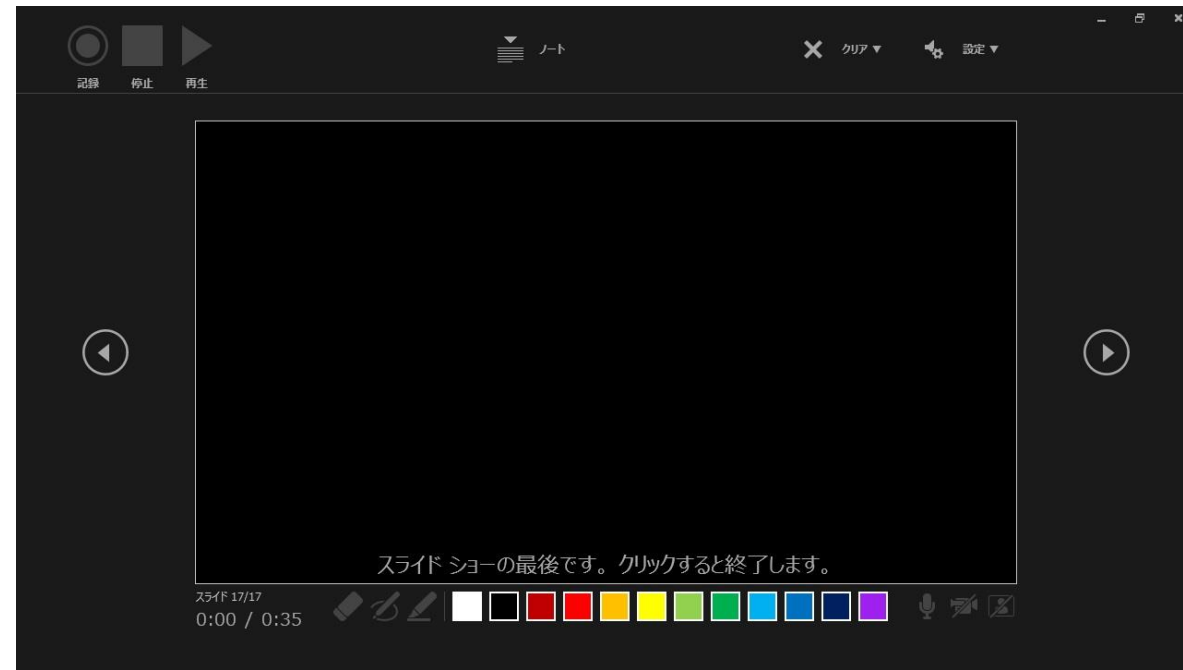 記録 停止 再生
ノート
クリア ▼
設定 ▼
スライド ショーの最後です。クリックすると終了します。
スライド 17/17
0:00 / 0:35